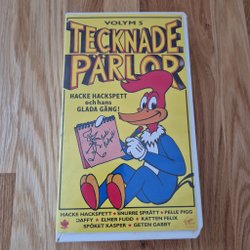 VOLYM 5
TECKNADE
PÄRLOR
HACKE HACKSPETT
och hans
GLADA GÄNG!
HACKE HACKSPETT • SNURRE SPRÄTT • PELLE PIGG
DAFFY • ELMER FUDD • KATTEN FELIX
SPÖKET KASPER • GETEN GABBY